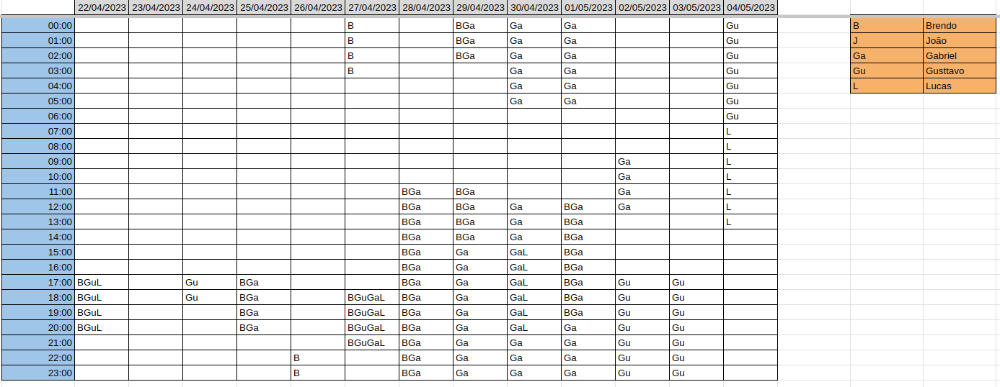 22/04/2023 23/04/2023 24/04/2023 25/04/2023 26/04/2023 27/04/2023 28/04/2023 29/04/2023 30/04/2023 01/05/2023 02/05/2023 03/05/2023 04/05/2023
00:00 B BGa Ga Ga Gu B Brendo
01:00 B BGa Ga Ga Gu J João
02:00 B BGa Ga Ga Gu Ga Gabriel
03:00 B Ga Ga Gu Gu Gusttavo
04:00 Ga Ga Gu L Lucas
05:00 Ga Ga Gu
06:00 Gu
07:00 L
08:00 L
09:00 Ga L
10:00 Ga L
11:00 BGa BGa Ga L
12:00 BGa BGa Ga BGa Ga L
13:00 BGa BGa Ga BGa L
14:00 BGa BGa Ga BGa
15:00 BGa Ga GaL BGa
16:00 BGa Ga GaL BGa
17:00 BGuL Gu BGa BGa Ga GaL BGa Gu Gu
18:00 BGuL Gu BGa BGuGaL BGa Ga GaL BGa Gu Gu
19:00 BGuL BGa BGuGaL BGa Ga GaL BGa Gu Gu
20:00 BGuL BGa BGuGaL BGa Ga GaL Ga Gu Gu
21:00 BGuGaL BGa Ga Ga Ga Gu Gu
22:00 B BGa Ga Ga Ga Gu Gu
23:00 B BGa Ga Ga Ga Gu Gu